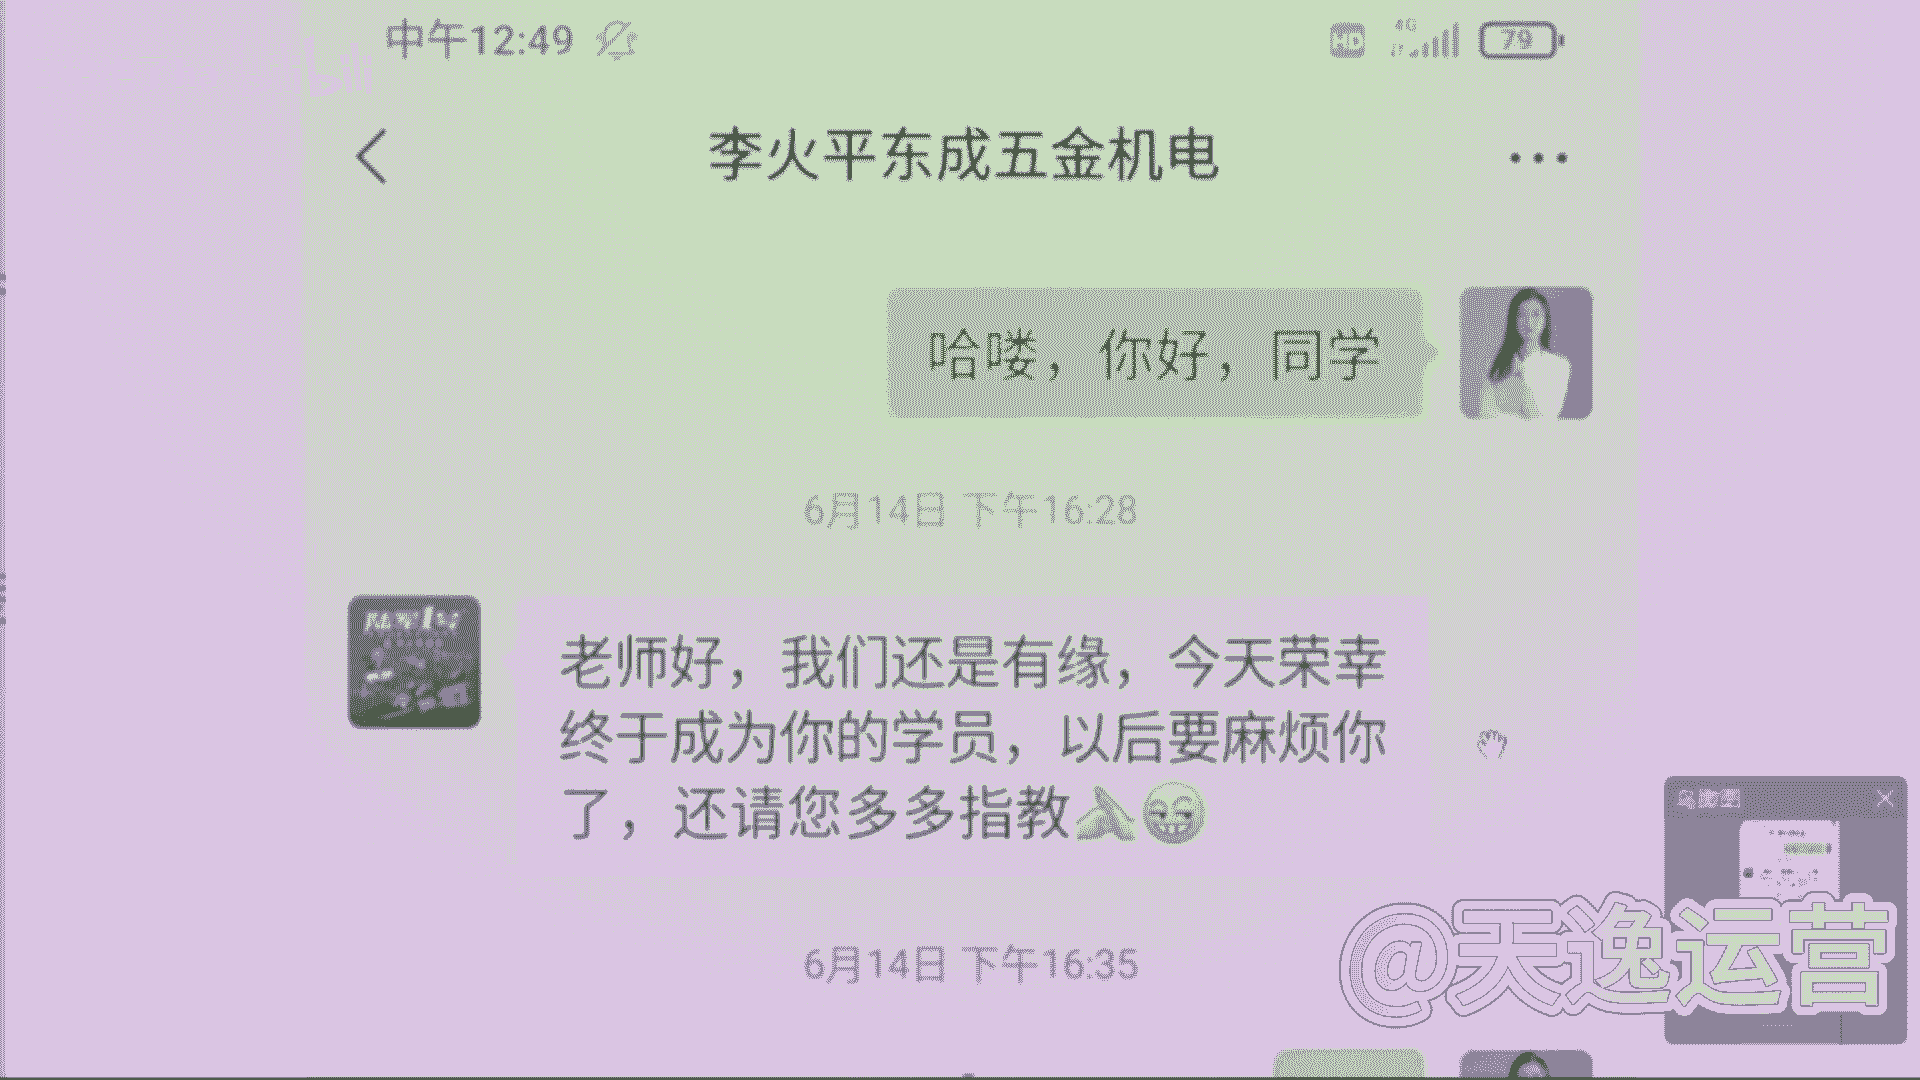 中午12:49
HD 4G 79
李火平东成五金机电
哈喽，你好，同学
6月14日 下午16:28
老师好，我们还是有缘，今天荣幸
终于成为你的学员，以后要麻烦你
了，还请您多多指教
6月14日 下午16:35
@天逸运营